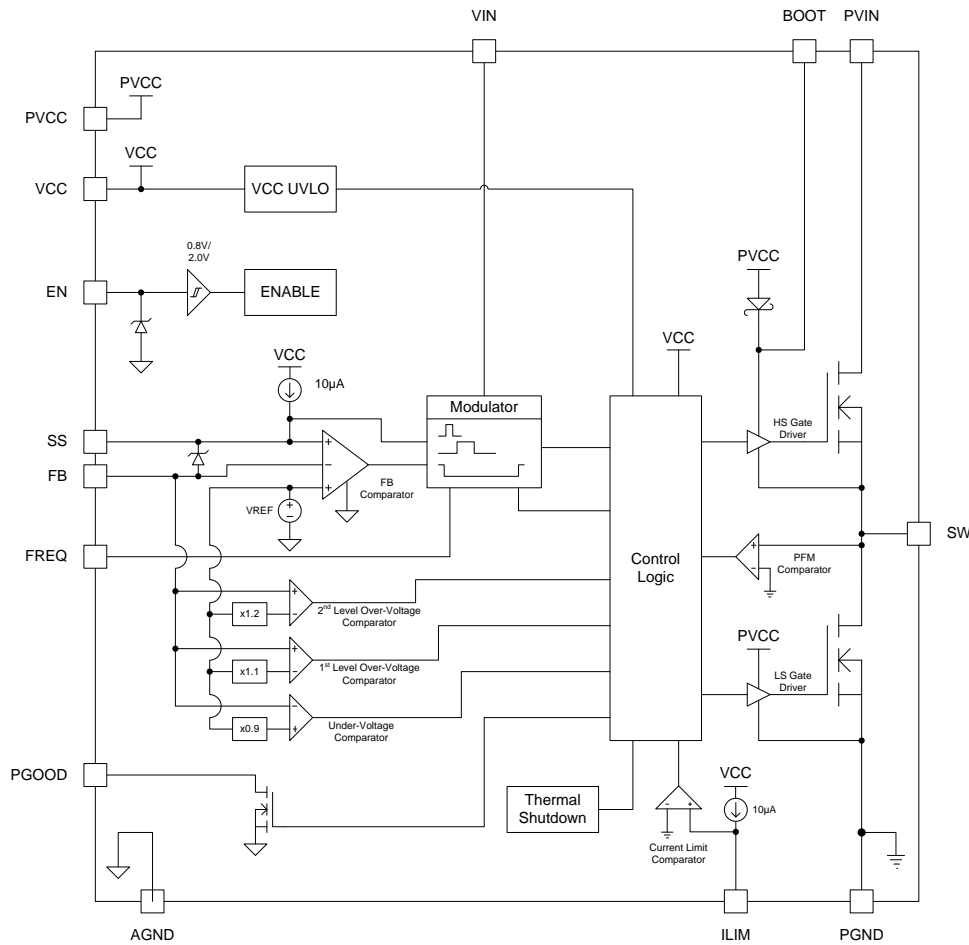 VIN
BOOT
PVIN
PVCC
PVCC
VCC
VCC
VCC UVLO
0.8V/
2.0V
EN
ENABLE
PVCC
VCC
10µA
VCC
Modulator
SS
FB
+
−
+
FB
Comparator
HS Gate
Driver
VREF
+
−
FREQ
SW
Control
Logic
+
−
PFM
Comparator
+
−
x1.2
2nd Level Over-Voltage
Comparator
+
−
x1.1
1st Level Over-Voltage
Comparator
PVCC
LS Gate
Driver
−
+
x0.9
Under-Voltage
Comparator
PGOOD
Thermal
Shutdown
VCC
10µA
−
+
Current Limit
Comparator
AGND
ILIM
PGND